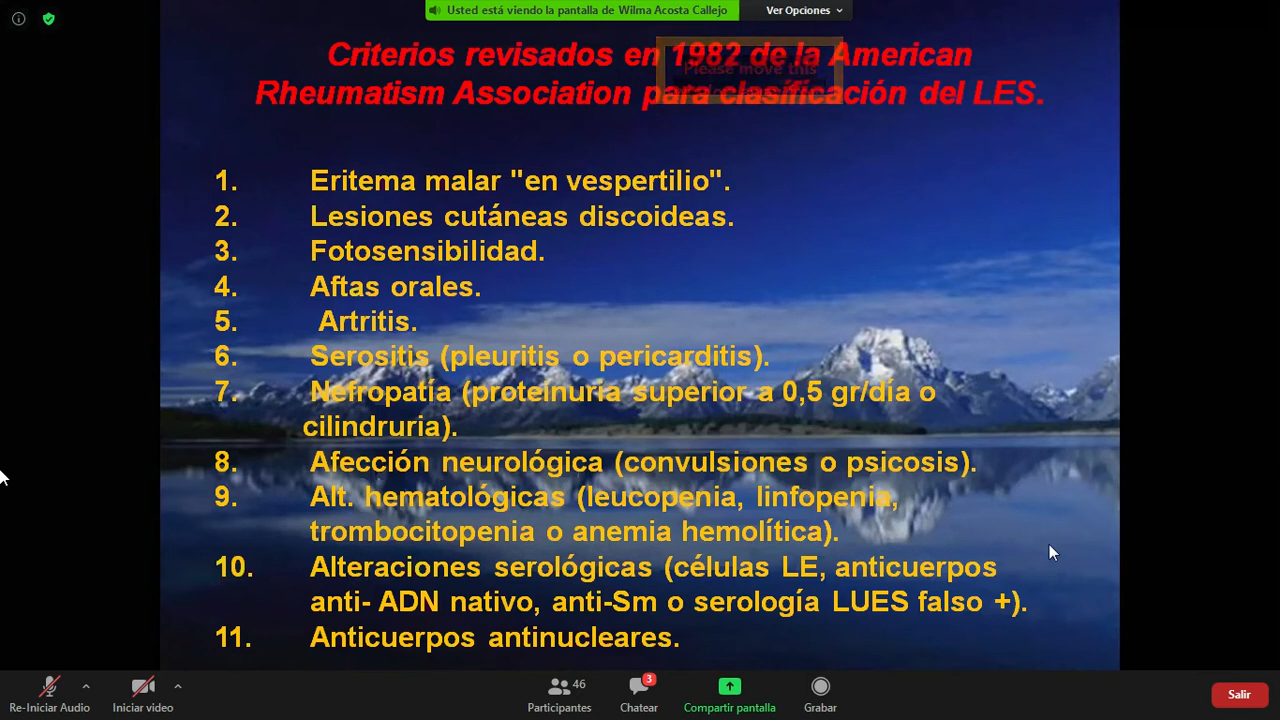 Usted está viendo la pantalla de Wilma Acosta Callejo
Ver Opciones
Criterios revisados en 1982 de la American
Rheumatism Association para clasificación del LES.
Please move this
1. Eritema malar "en vespertilio".
2. Lesiones cutáneas discoideas.
3. Fotosensibilidad.
4. Aftas orales.
5. Artritis.
6. Serositis (pleuritis o pericarditis).
7. Nefropatía (proteinuria superior a 0,5 gr/día o
cilindruria).
8. Afección neurológica (convulsiones o psicosis).
9. Alt. hematológicas (leucopenia, linfopenia,
trombocitopenia o anemia hemolítica).
10. Alteraciones serológicas (células LE, anticuerpos
anti- ADN nativo, anti-Sm o serología LUES falso +).
11. Anticuerpos antinucleares.
Re-Iniciar Audio
Iniciar video
46
Participantes
3
Chatear
Compartir pantalla
Grabar
Salir